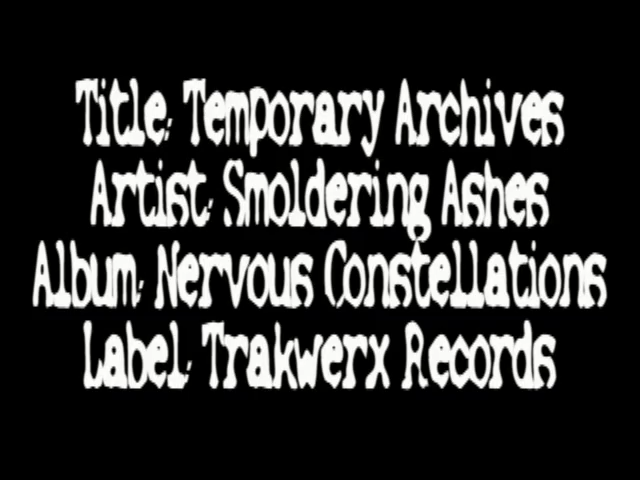 Title: Temporary Archives
Artist: Smoldering Ashes
Album: Nervous Constellations
Label: Trakwerx Records